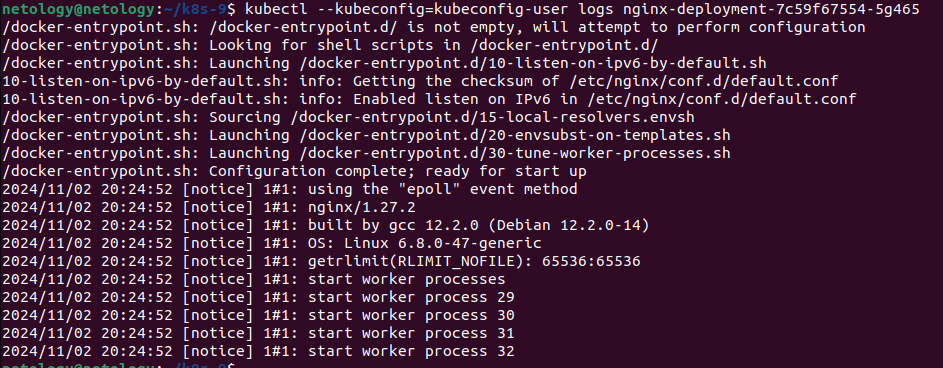 netology@netology:~/k8s-9$ kubectl --kubeconfig=kubeconfig-user logs nginx-deployment-7c59f67554-5g465
/docker-entrypoint.sh: /docker-entrypoint.d/ is not empty, will attempt to perform configuration
/docker-entrypoint.sh: Looking for shell scripts in /docker-entrypoint.d/
/docker-entrypoint.sh: Launching /docker-entrypoint.d/10-listen-on-ipv6-by-default.sh
10-listen-on-ipv6-by-default.sh: info: Getting the checksum of /etc/nginx/conf.d/default.conf
10-listen-on-ipv6-by-default.sh: info: Enabled listen on IPv6 in /etc/nginx/conf.d/default.conf
/docker-entrypoint.sh: Sourcing /docker-entrypoint.d/15-local-resolvers.envsh
/docker-entrypoint.sh: Launching /docker-entrypoint.d/20-envsubst-on-templates.sh
/docker-entrypoint.sh: Launching /docker-entrypoint.d/30-tune-worker-processes.sh
/docker-entrypoint.sh: Configuration complete; ready for start up
2024/11/02 20:24:52 [notice] 1#1: using the "epoll" event method
2024/11/02 20:24:52 [notice] 1#1: nginx/1.27.2
2024/11/02 20:24:52 [notice] 1#1: built by gcc 12.2.0 (Debian 12.2.0-14)
2024/11/02 20:24:52 [notice] 1#1: OS: Linux 6.8.0-47-generic
2024/11/02 20:24:52 [notice] 1#1: getrlimit(RLIMIT_NOFILE): 65536:65536
2024/11/02 20:24:52 [notice] 1#1: start worker processes
2024/11/02 20:24:52 [notice] 1#1: start worker process 29
2024/11/02 20:24:52 [notice] 1#1: start worker process 30
2024/11/02 20:24:52 [notice] 1#1: start worker process 31
2024/11/02 20:24:52 [notice] 1#1: start worker process 32
netology@netology:~/k8s-9$